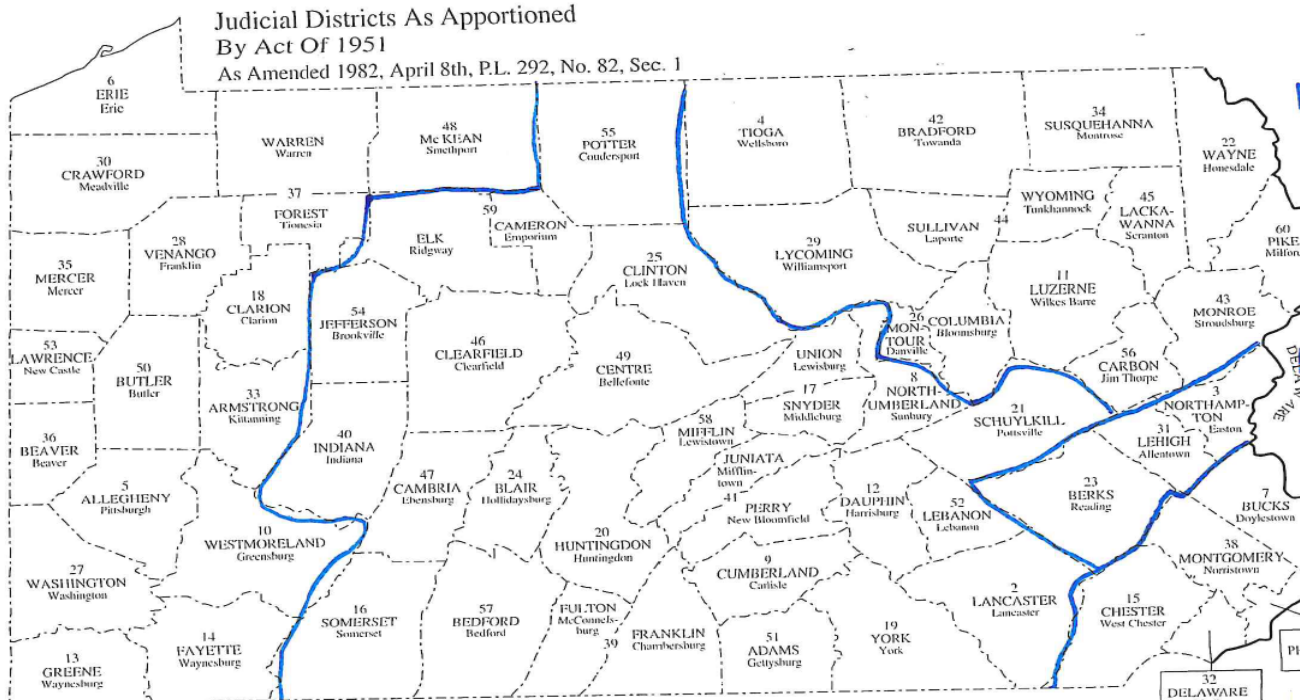 Judicial Districts As Apportioned
By Act Of 1951
As Amended 1982, April 8th, P.L. 292, No. 82, Sec. 1
6
ERIE
Erie
30
CRAWFORD
Meadville
WARREN
Warren
37
FOREST
Tionesia
48
Mc KEAN
Smethport
55
POTTER
Coudersport
4
TIOGA
Wellsboro
42
BRADFORD
Towanda
34
SUSQUEHANNA
Montrose
22
WAYNE
Honesdale
WYOMING
Tunkhannock
44
SULLIVAN
Laporte
45
LACKA-
WANNA
Scranton
60
PIKE
Milford
35
MERCER
Mercer
28
VENANGO
Franklin
59
ELK
Ridgway
CAMERON
Emporium
25
CLINTON
Lock Haven
29
LYCOMING
Williamsport
11
LUZERNE
Wilkes Barre
43
MONROE
Stroudsburg
18
CLARION
Clarion
54
JEFFERSON
Brookville
53
LAWRENCE
New Castle
50
BUTLER
Butler
46
CLEARFIELD
Clearfield
49
CENTRE
Bellefonte
UNION
Lewisburg
17
SNYDER
Middleburg
26
MON-
TOUR
Danville
COLUMBIA
Bloomsburg
56
CARBON
Jim Thorpe
3
NORTHAMP-
TON
Easton
DELAWARE
33
ARMSTRONG
Kittanning
40
INDIANA
Indiana
8
NORTH-
UMBERLAND
Sunbury
21
SCHUYLKILL
Pottsville
31
LEHIGH
Allentown
36
BEAVER
Beaver
58
MIFFLIN
Lewistown
JUNIATA
Mifflin-
town
41
PERRY
New Bloomfield
5
ALLEGHENY
Pittsburgh
47
CAMBRIA
Ebensburg
24
BLAIR
Hollidaysburg
12
DAUPHIN
Harrisburg
52
LEBANON
Lebanon
23
BERKS
Reading
7
BUCKS
Doylestown
10
WESTMORELAND
Greensburg
20
HUNTINGDON
Huntingdon
9
CUMBERLAND
Carlisle
38
MONTGOMERY
Norristown
27
WASHINGTON
Washington
2
LANCASTER
Lancaster
15
CHESTER
West Chester
14
FAYETTE
Waynesburg
16
SOMERSET
Somerset
57
BEDFORD
Bedford
FULTON
McConnels-
burg
39
FRANKLIN
Chambersburg
51
ADAMS
Gettysburg
19
YORK
York
13
GREENE
Waynesburg
32
DELAWARE